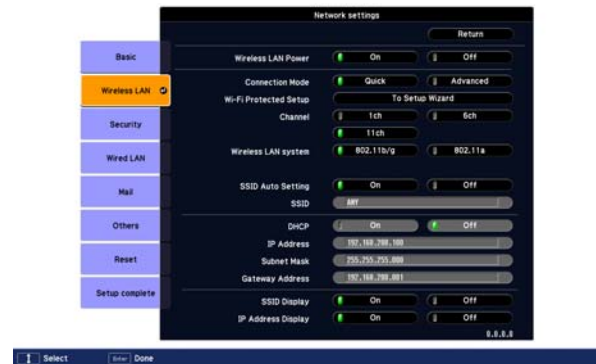 Network settings
Return
Basic
Wireless LAN
Security
Wired LAN
Mail
Others
Reset
Setup complete
Wireless LAN Power On Off
Connection Mode Quick Advanced
Wi-Fi Protected Setup To Setup Wizard
Channel 1ch 6ch
11ch
Wireless LAN system 802.11b/g 802.11a
SSID Auto Setting On Off
SSID ANY
DHCP On Off
IP Address 192.168.200.100
Subnet Mask 255.255.255.000
Gateway Address 192.168.200.001
SSID Display On Off
IP Address Display On Off
0.0.0.0
Select Enter Done